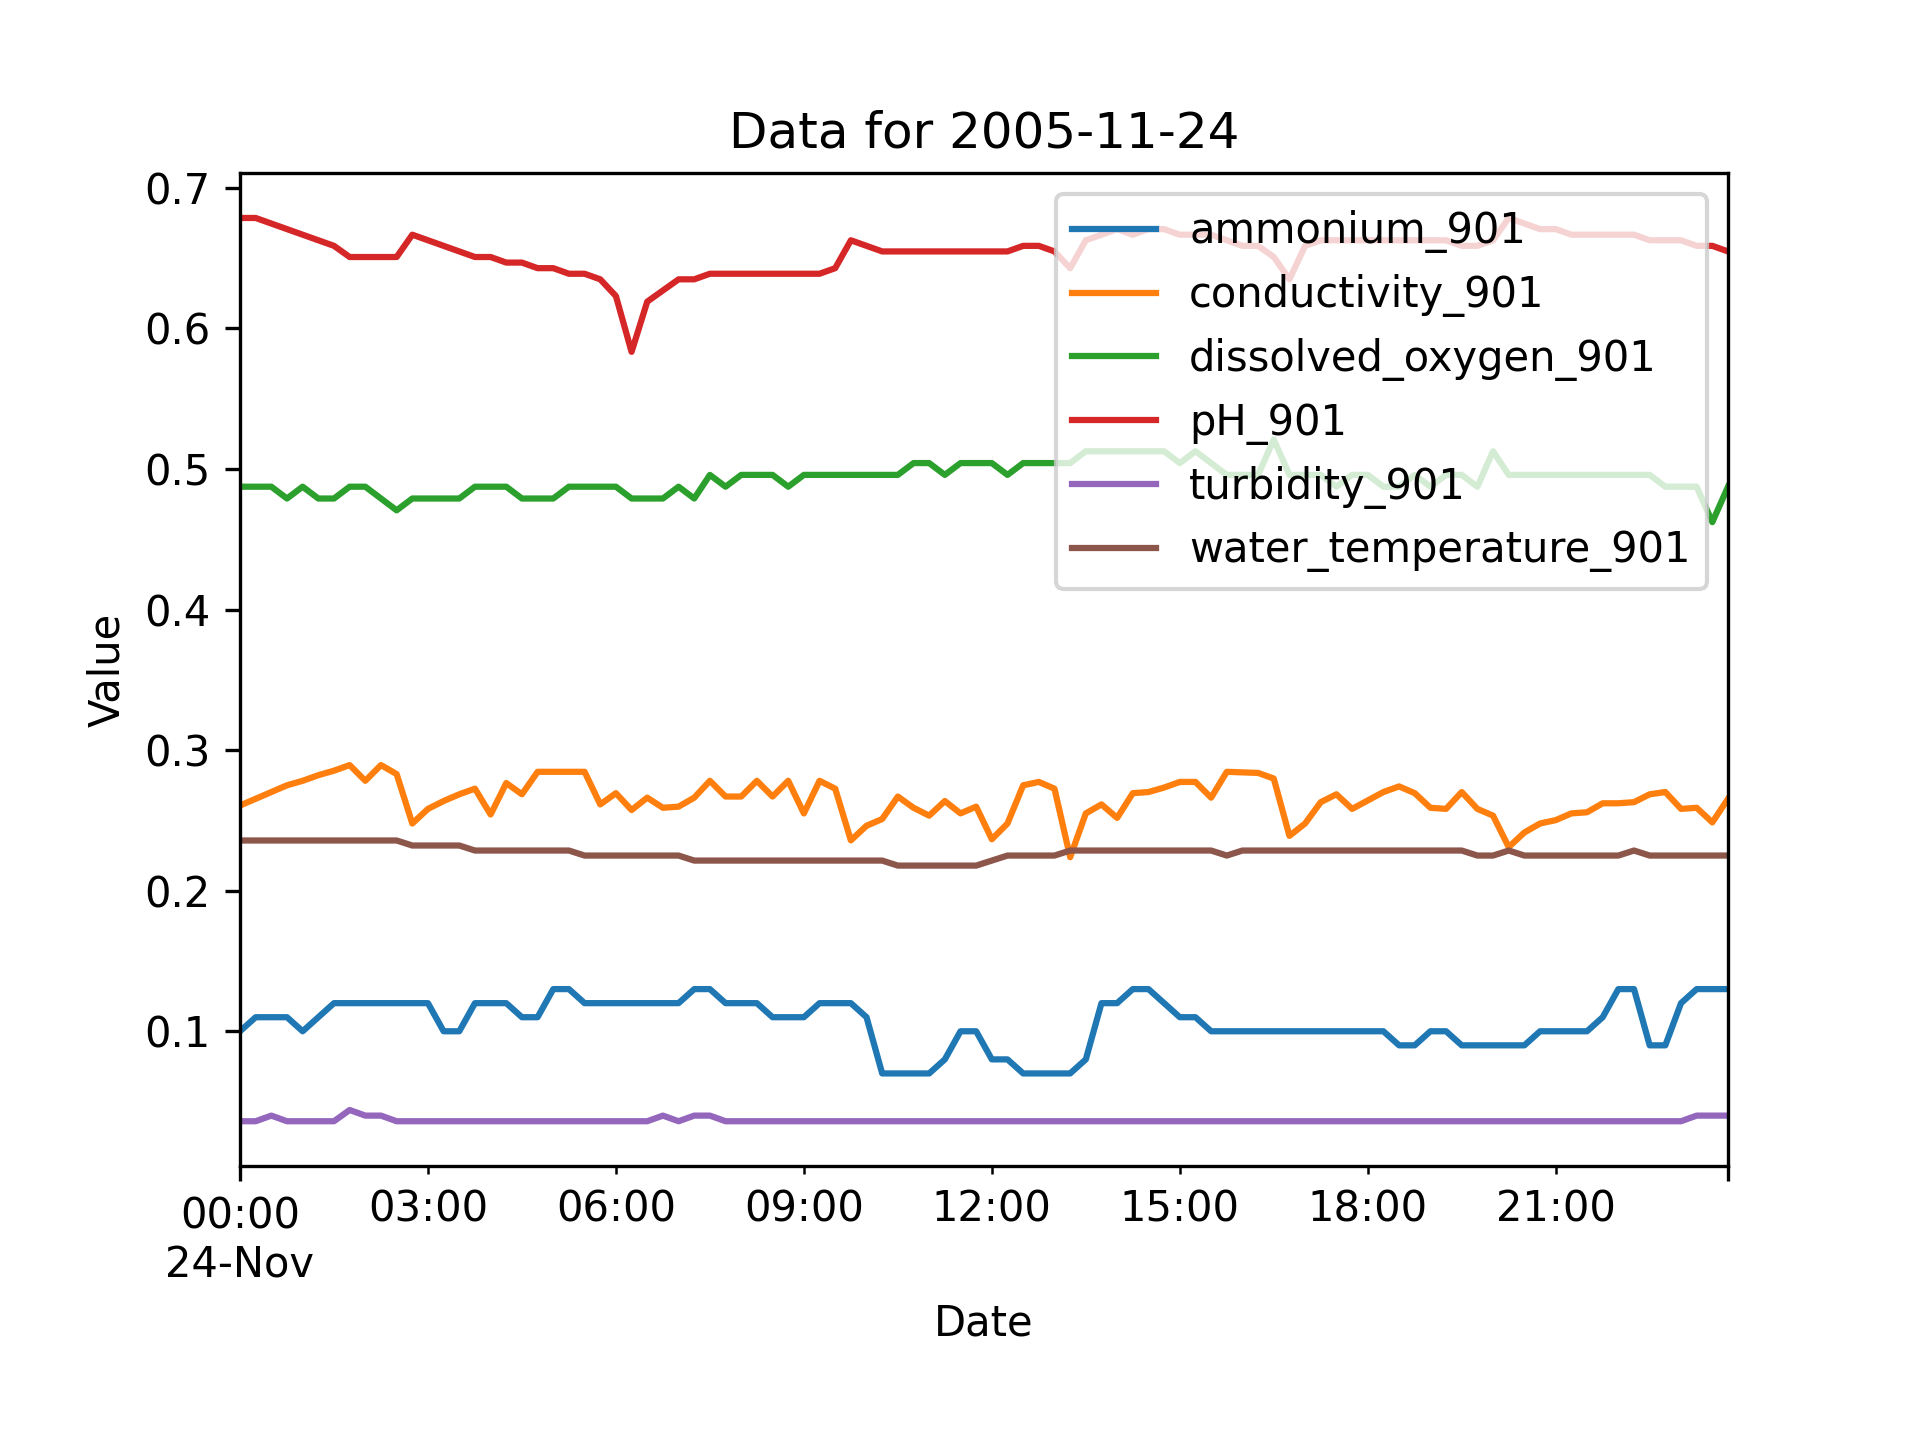 Data for 2005-11-24
0.7
0.6
0.5
0.4
0.3
0.2
0.1
Value
ammonium_901
conductivity_901
dissolved_oxygen_901
pH_901
turbidity_901
water_temperature_901
00:00 03:00 06:00 09:00 12:00 15:00 18:00 21:00
24-Nov
Date